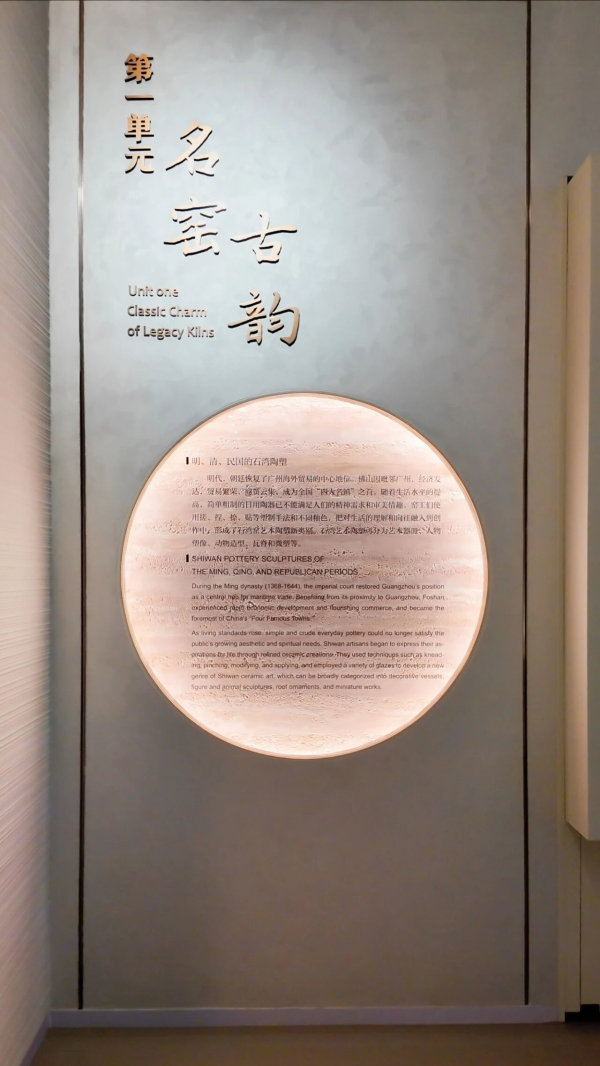 第一单元
名窑古韵
Unit one
Classic Charm
of Legacy Kilns
明、清、民国的石湾陶塑
明代，朝廷恢复了广州海外贸易的中心地位。佛山因毗邻广州，经济发
达，贸易繁荣，商贾云集，成为全国“四大名镇”之首。随着生活水平的提
高，简单粗制的日用陶器已不能满足人们的精神需求和审美情趣。窑工们使
用搓、捏、捺、贴等塑制手法和不同釉色，把对生活的理解和向往融入到创
作中，形成了石湾窑艺术陶塑新类别。石湾艺术陶塑可分为艺术器皿、人物
塑像、动物造型、瓦脊和微塑等。
SHIWAN POTTERY SCULPTURES OF
THE MING, QING, AND REPUBLICAN PERIODS
During the Ming dynasty (1368-1644), the imperial court restored Guangzhou's position
as a central hub for maritime trade. Benefiting from its proximity to Guangzhou, Foshan
experienced rapid economic development and flourishing commerce, and became the
foremost of China's "Four Famous Towns."
As living standards rose, simple and crude everyday pottery could no longer satisfy the
public's growing aesthetic and spiritual needs. Shiwan artisans began to express their as-
pirations for life through refined ceramic creations. They used techniques such as knead-
ing, pinching, modifying, and applying, and employed a variety of glazes to develop a new
genre of Shiwan ceramic art, which can be broadly categorized into decorative vessels,
figure and animal sculptures, roof ornaments, and miniature works.